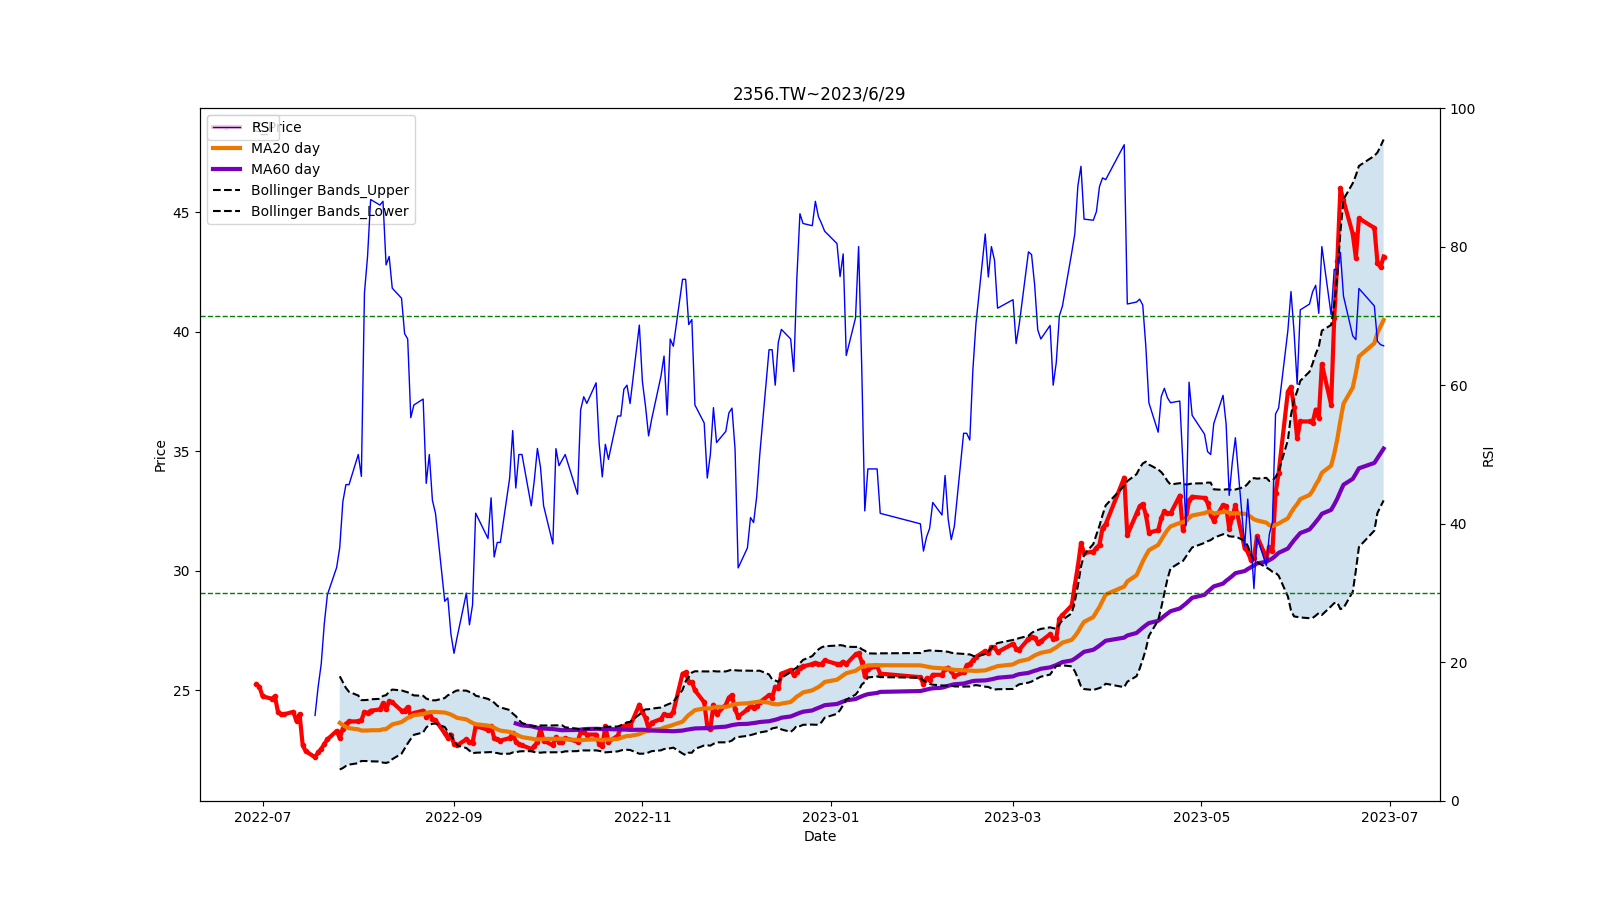 2356.TW~2023/6/29
RSI
Price
MA20 day
MA60 day
Bollinger Bands_Upper
Bollinger Bands_Lower
Price
45
40
35
30
25
100
80
60
40
20
0
RSI
2022-07
2022-09
2022-11
2023-01
2023-03
2023-05
2023-07
Date